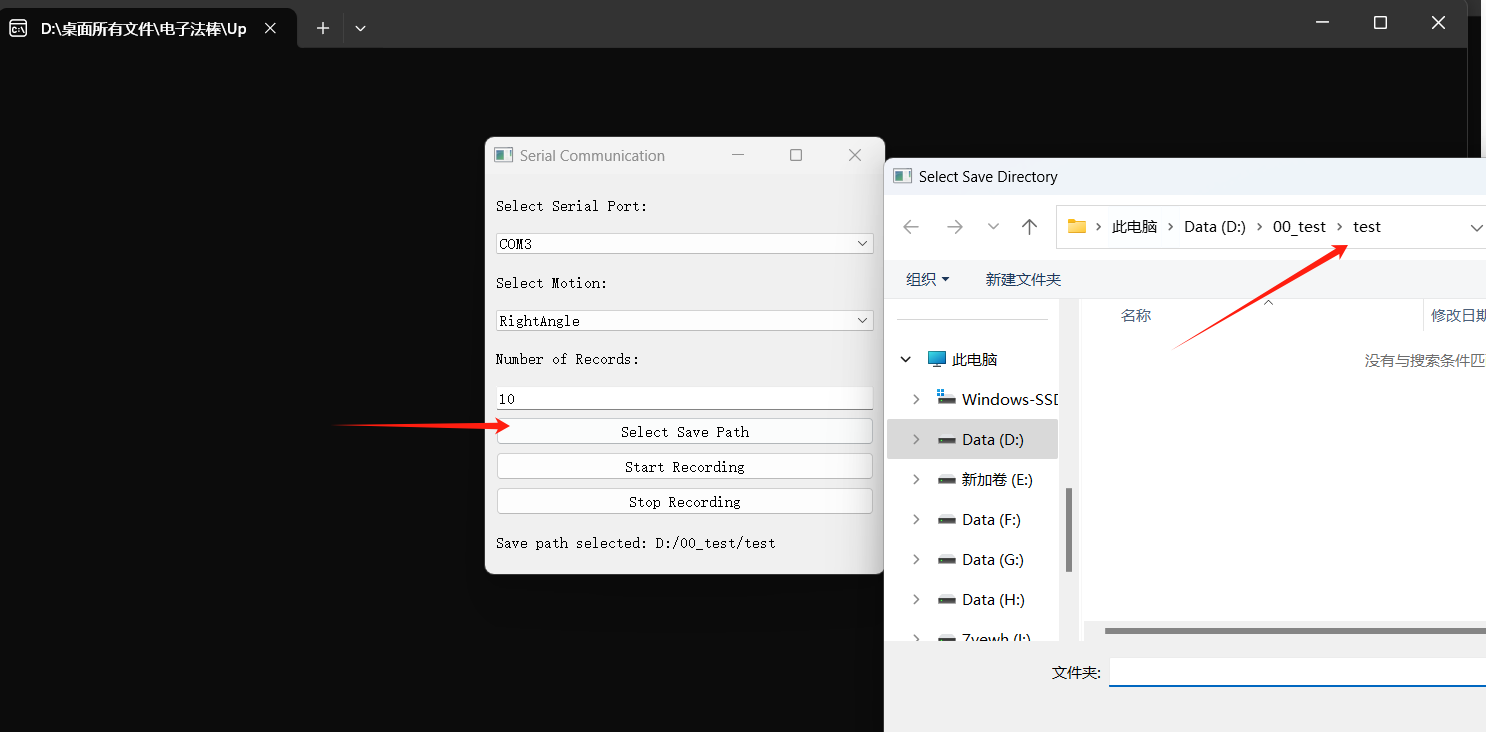 D:\桌面所有文件\电子法棒\Up
Serial Communication
Select Serial Port:
COM3
Select Motion:
RightAngle
Number of Records:
10
Select Save Path
Start Recording
Stop Recording
Save path selected: D:/00_test/test
Select Save Directory
此电脑 > Data (D:) > 00_test > test
组织 新建文件夹
名称 修改日期
没有与搜索条件匹
此电脑
Windows-SSD
Data (D:)
新加卷 (E:)
Data (F:)
Data (G:)
Data (H:)
文件夹: